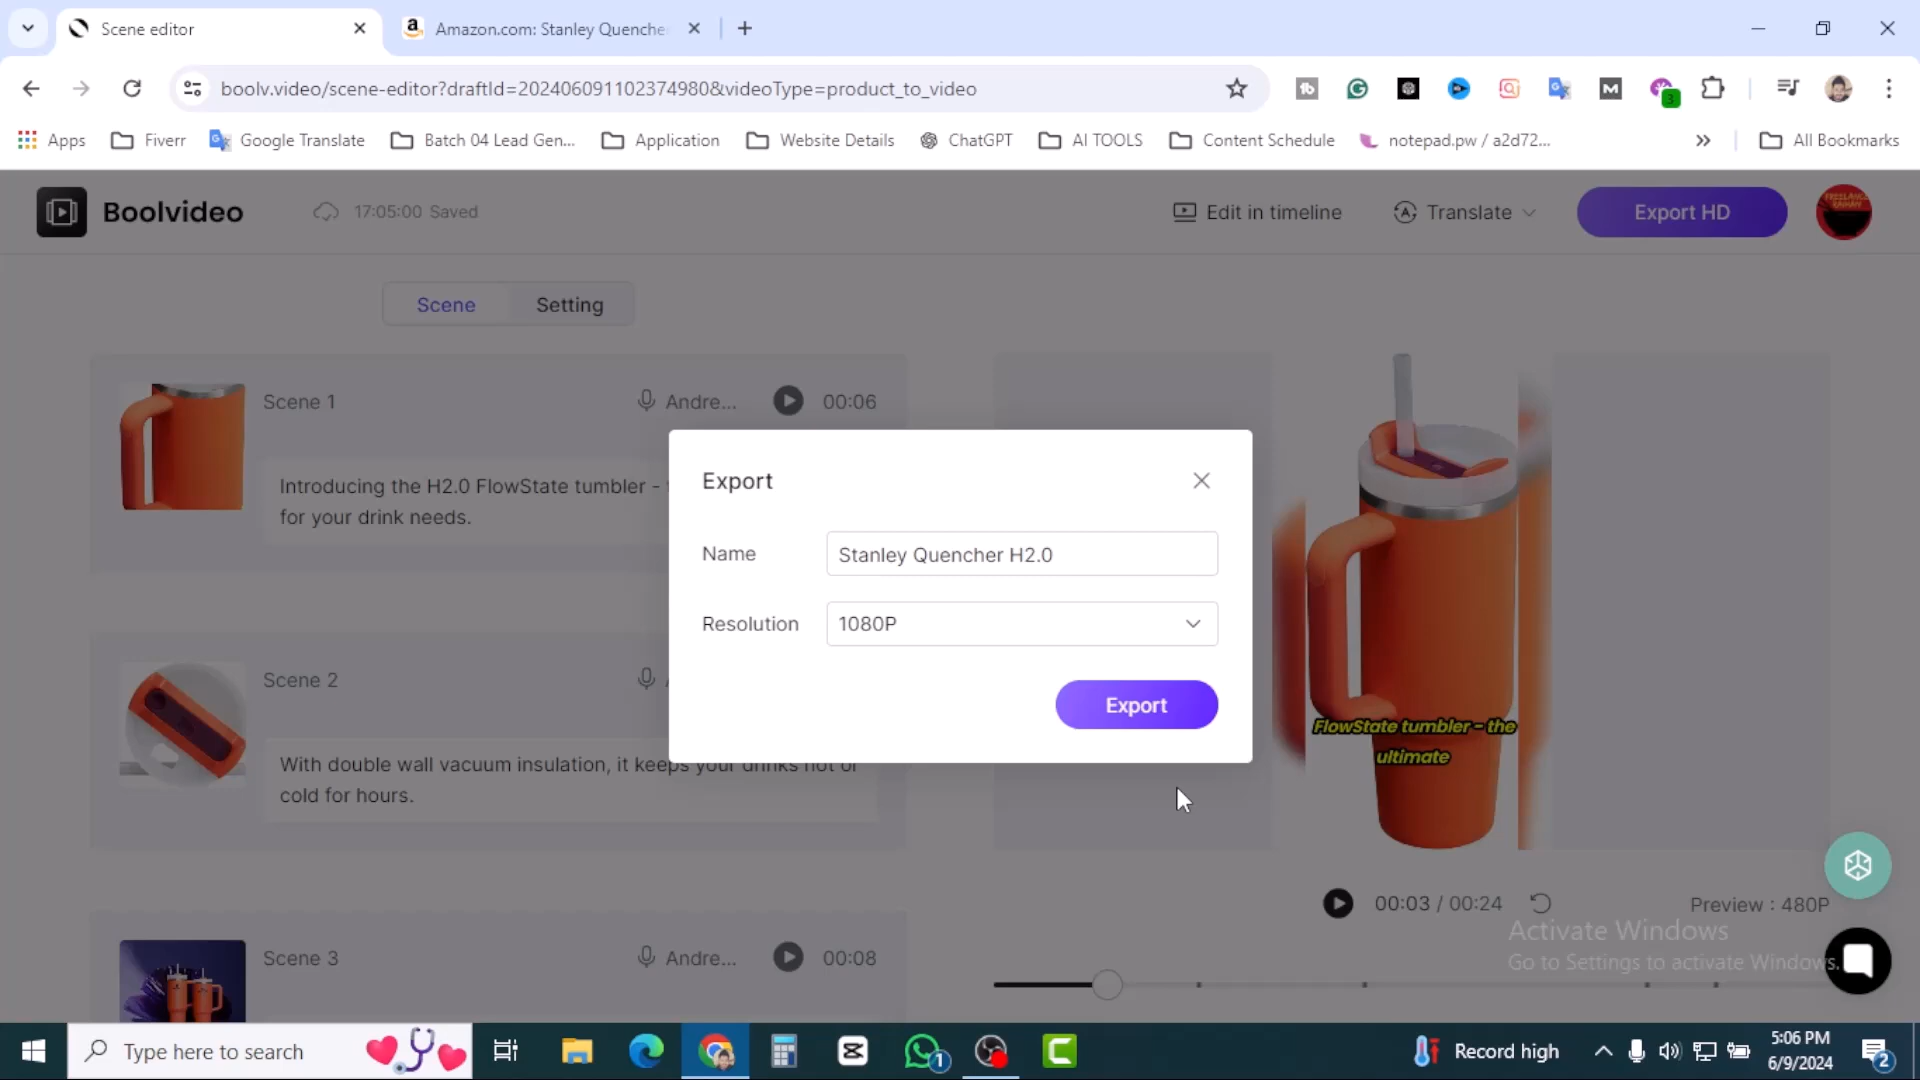 Scene editor
Amazon.com: Stanley Quenche
boolv.video/scene-editor?draftId=20240609110237​4980&videoType=product_to_video
3
Apps
Fiverr
Google Translate
Batch 04 Lead Gen...
Application
Website Details
ChatGPT
AI TOOLS
Content Schedule
notepad.pw / a2d72...
All Bookmarks
Boolvideo
17:05:00 Saved
Edit in timeline
Translate
Export HD
Scene
Setting
Scene 1
Andre...
00:06
Introducing the H2.0 FlowState tumbler -
for your drink needs.
Export
Name
Stanley Quencher H2.0
Resolution
1080P
Export
Scene 2
With double wall vacuum insulation, it keeps your drinks hot or
cold for hours.
Scene 3
Andre...
00:08
FlowState tumbler - the
ultimate
00:03 / 00:24
Preview : 480P
Activate Windows
Go to Settings to activate Windows.
Type here to search
1
Record high
5:06 PM
6/9/2024
2